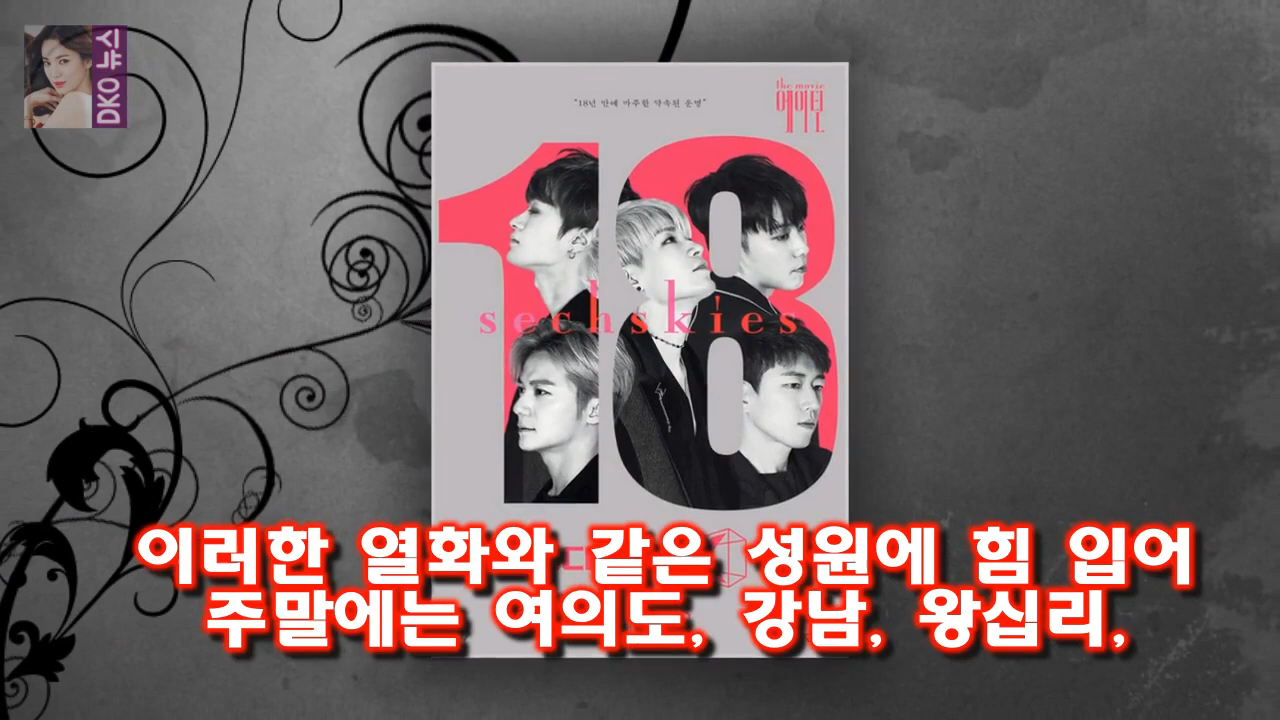 DKO 뉴스
the movie
에이틴
"18년 만에 마주할 약속된 운명"
18
sechskies
이러한 열화와 같은 성원에 힘 입어
주말에는 여의도, 강남, 왕십리,